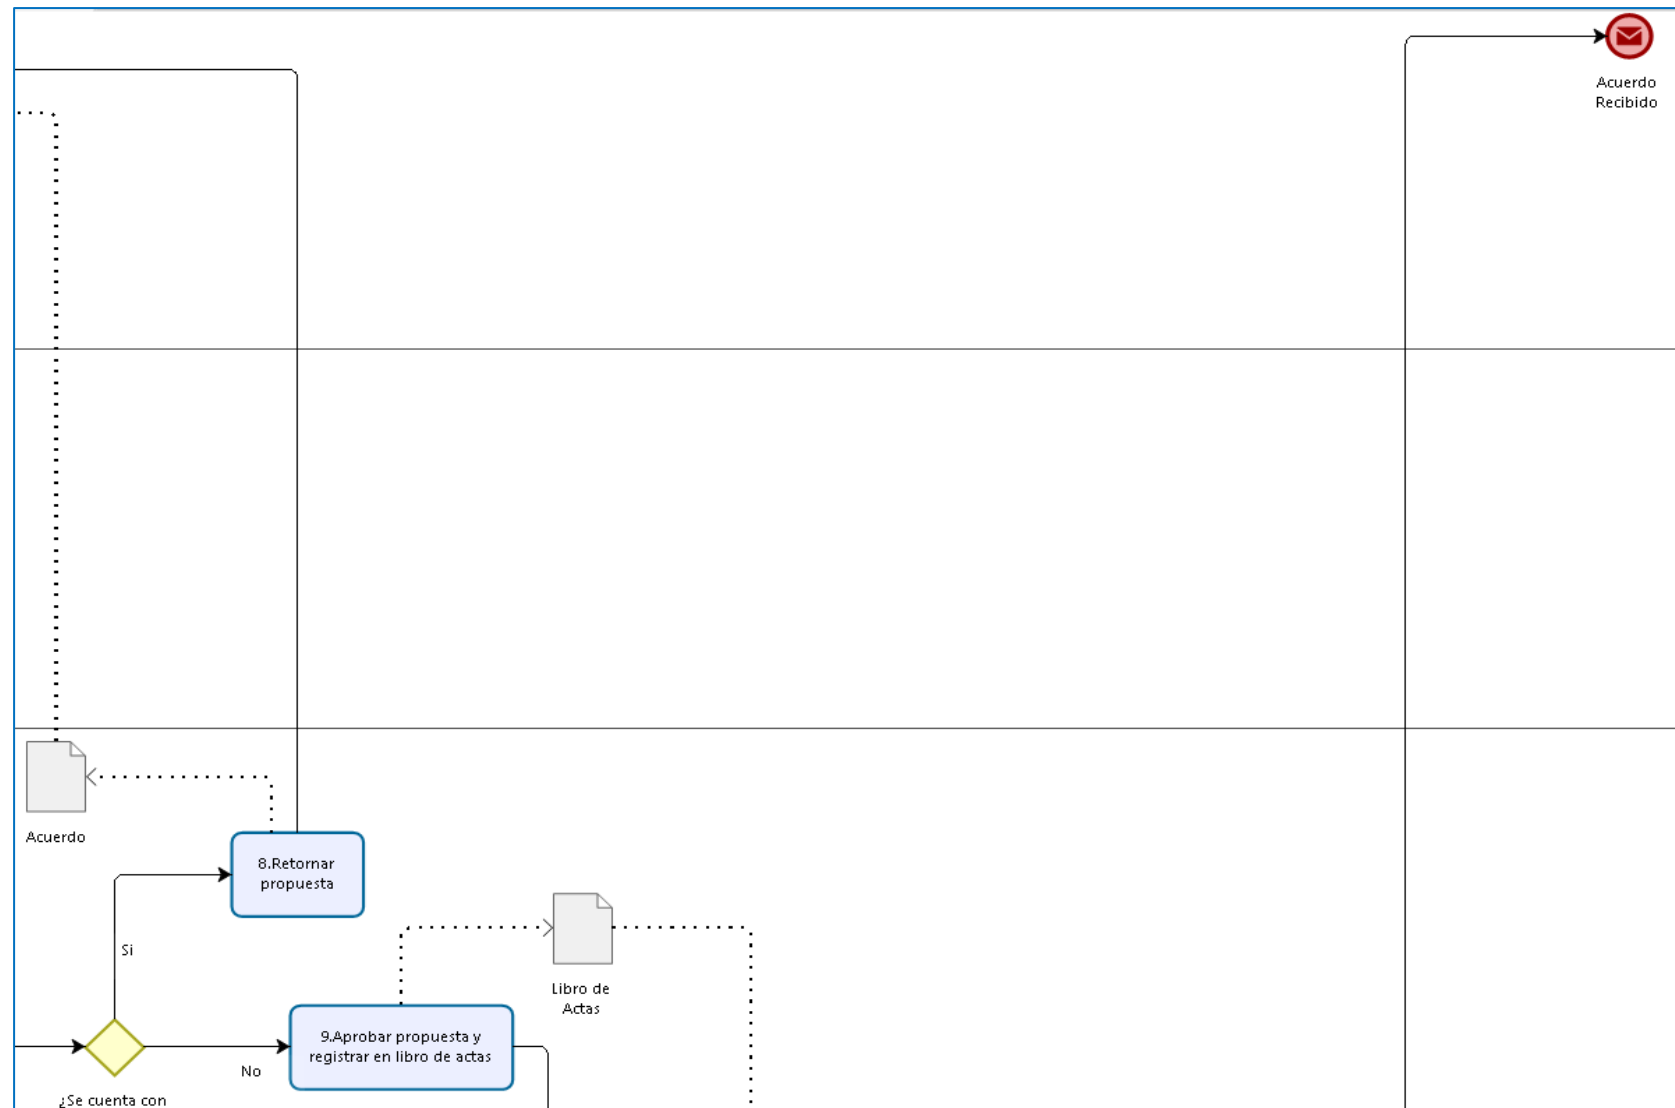 Acuerdo
Recibido
Acuerdo
8.Retornar
propuesta
Si
Libro de
Actas
9.Aprobar propuesta y
registrar en libro de actas
No
¿Se cuenta con